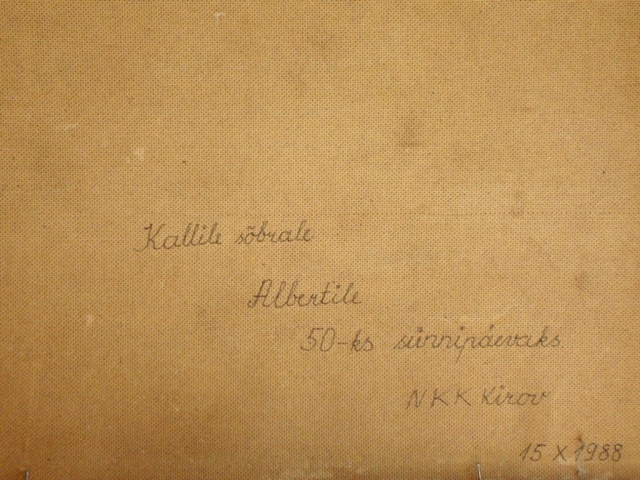 Kallile sõbrale
Albertile
50-ks sünnipäevaks
NKK Kirov
15 X 1988